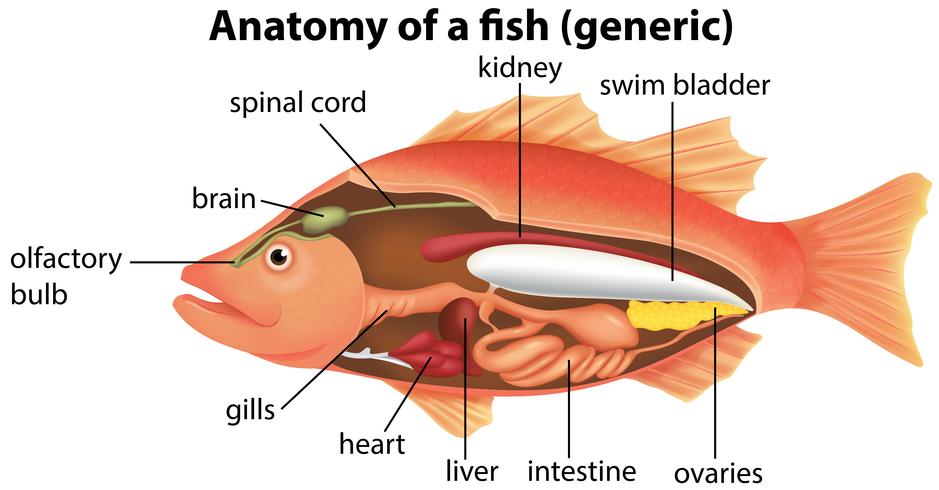 Anatomy of a fish (generic)
kidney
swim bladder
spinal cord
brain
olfactory
bulb
gills
heart
liver
intestine
ovaries